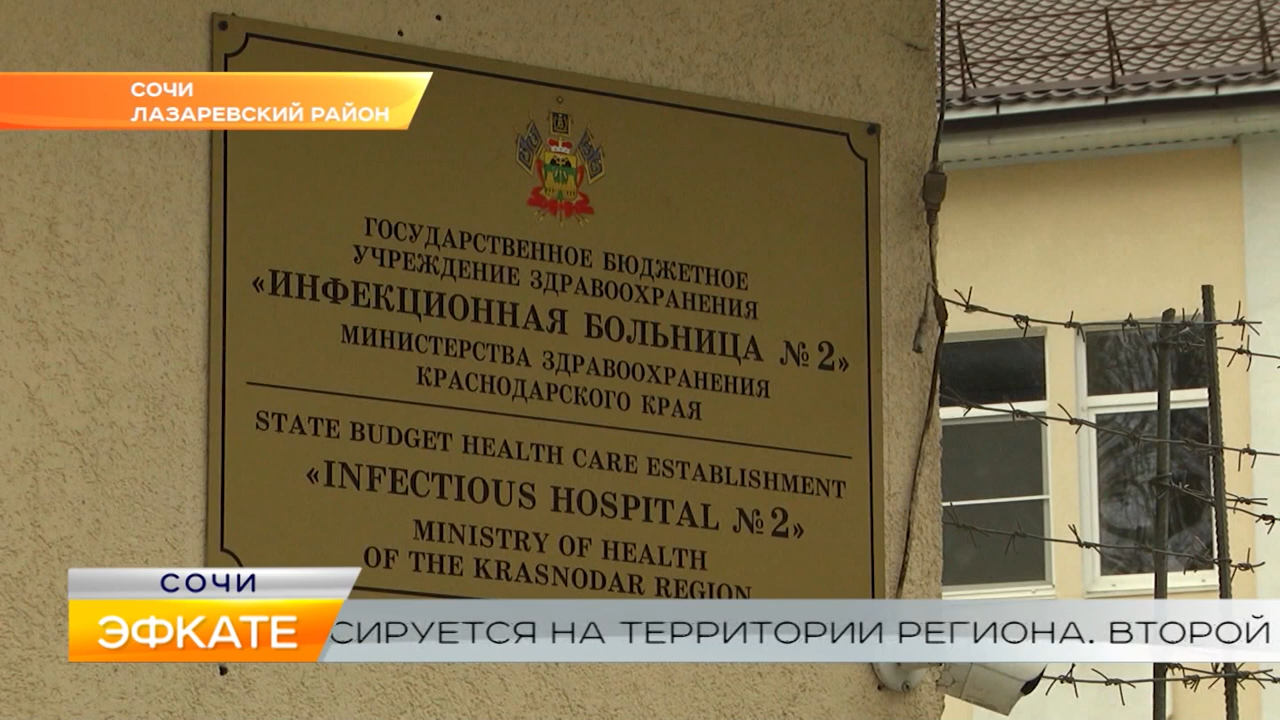 СОЧИ
ЛАЗАРЕВСКИЙ РАЙОН
ГОСУДАРСТВЕННОЕ БЮДЖЕТНОЕ
УЧРЕЖДЕНИЕ ЗДРАВООХРАНЕНИЯ
«ИНФЕКЦИОННАЯ БОЛЬНИЦА №2»
МИНИСТЕРСТВА ЗДРАВООХРАНЕНИЯ
КРАСНОДАРСКОГО КРАЯ
STATE BUDGET HEALTH CARE ESTABLISHMENT
«INFECTIOUS HOSPITAL №2»
MINISTRY OF HEALTH
OF THE KRASNODAR REGION
СОЧИ
ЭФКАТЕ
СИРУЕТСЯ НА ТЕРРИТОРИИ РЕГИОНА. ВТОРОЙ